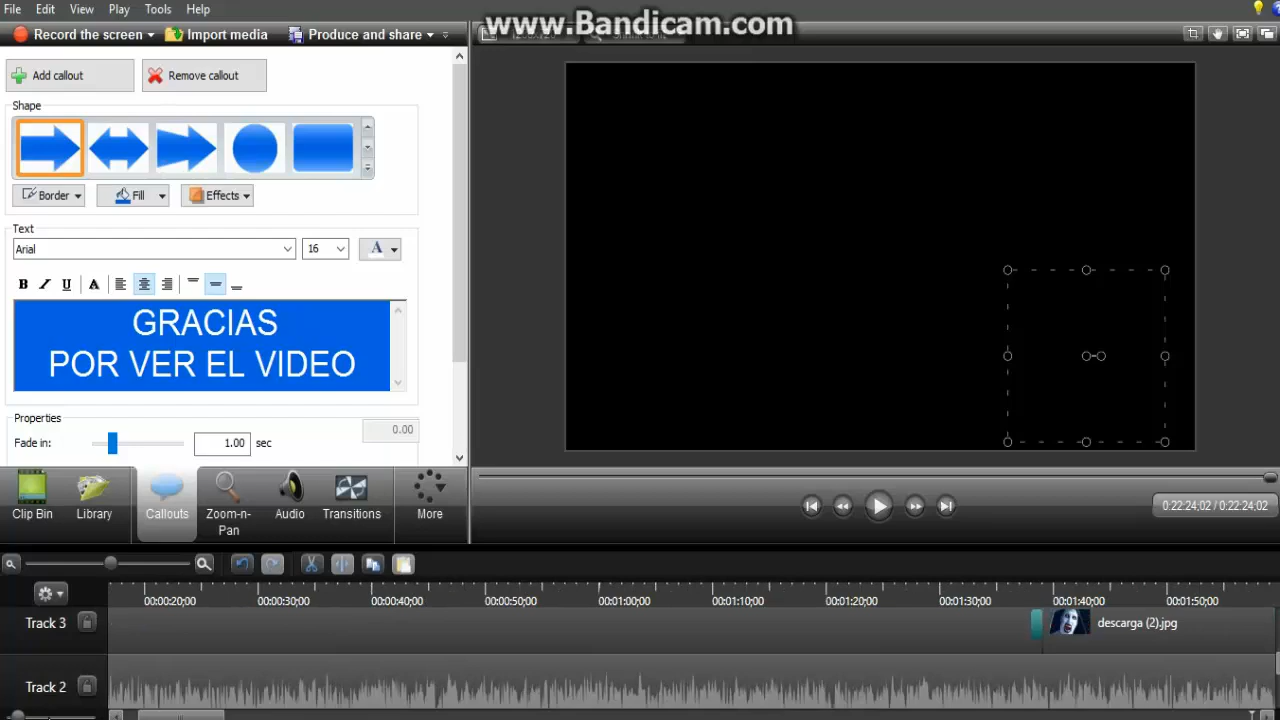 File Edit View Play Tools Help
www.Bandicam.com
Record the screen Import media Produce and share
Add callout Remove callout
Shape
Border Fill Effects
Text
Arial 16 A
B I U A
GRACIAS
POR VER EL VIDEO
Properties
0.00
Fade in: 1.00 sec
Clip Bin Library Callouts Zoom-n-Pan Audio Transitions More
0:22:24;02 / 0:22:24;02
00:00:20;00 00:00:30;00 00:00:40;00 00:00:50;00 00:01:00;00 00:01:10;00 00:01:20;00 00:01:30;00 00:01:40;00 00:01:50;00
Track 3 descarga (2).jpg
Track 2